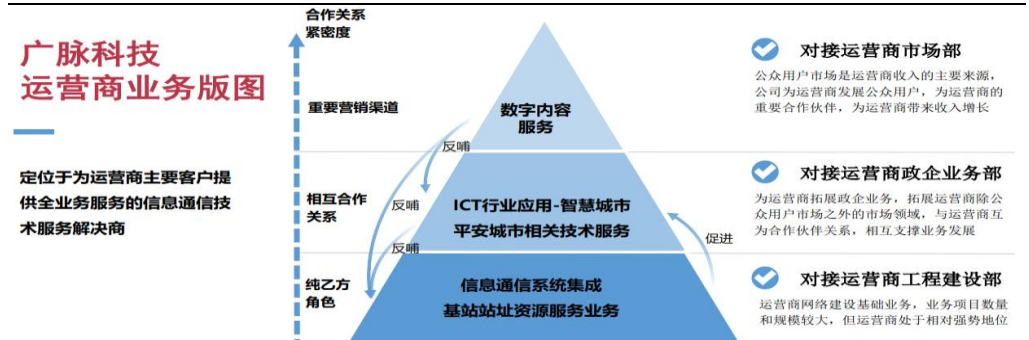 广脉科技
运营商业务版图
定位于为运营商主要客户提
供全业务服务的信息通信技
术服务解决商
合作关系
紧密度
重要营销渠道
相互合作
关系
纯乙方
角色
数字内容
服务
反哺
反哺
反哺
ICT行业应用-智慧城市
平安城市相关技术服务
促进
信息通信系统集成
基站站址资源服务业务
对接运营商市场部
公众用户市场是运营商收入的主要来源，
公司为运营商发展公众用户，为运营商的
重要合作伙伴，为运营商带来收入增长
对接运营商政企业务部
为运营商拓展政企业务，拓展运营商除公
众用户市场之外的市场领域，与运营商互
为合作伙伴关系，相互支撑业务发展
对接运营商工程建设部
运营商网络建设基础业务，业务项目数量
和规模较大，但运营商处于相对强势地位